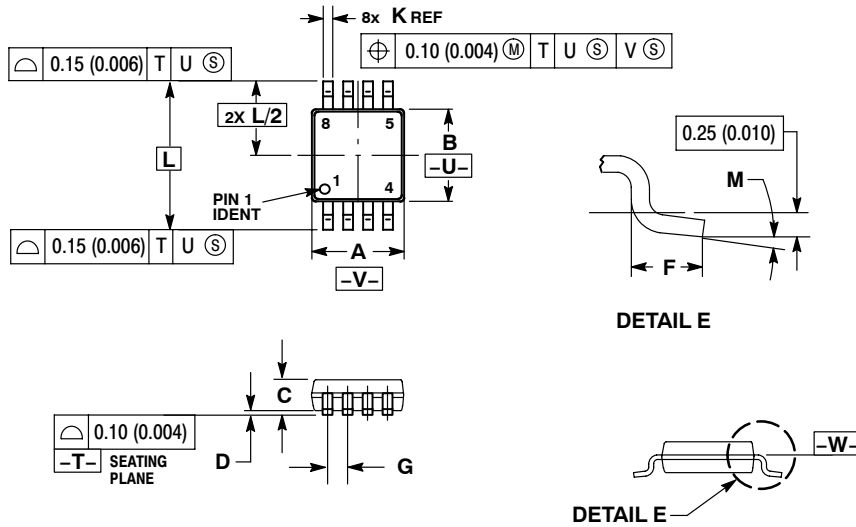 8x K REF
⌓ 0.15 (0.006) T U Ⓢ
⌖ 0.10 (0.004) Ⓜ T U Ⓢ V Ⓢ
2X L/2
8 5
B
-U-
L
PIN 1
IDENT
1 4
⌓ 0.15 (0.006) T U Ⓢ
A
-V-
0.25 (0.010)
M
F
DETAIL E
C
⌓ 0.10 (0.004)
-T- SEATING
PLANE
D
G
-W-
DETAIL E